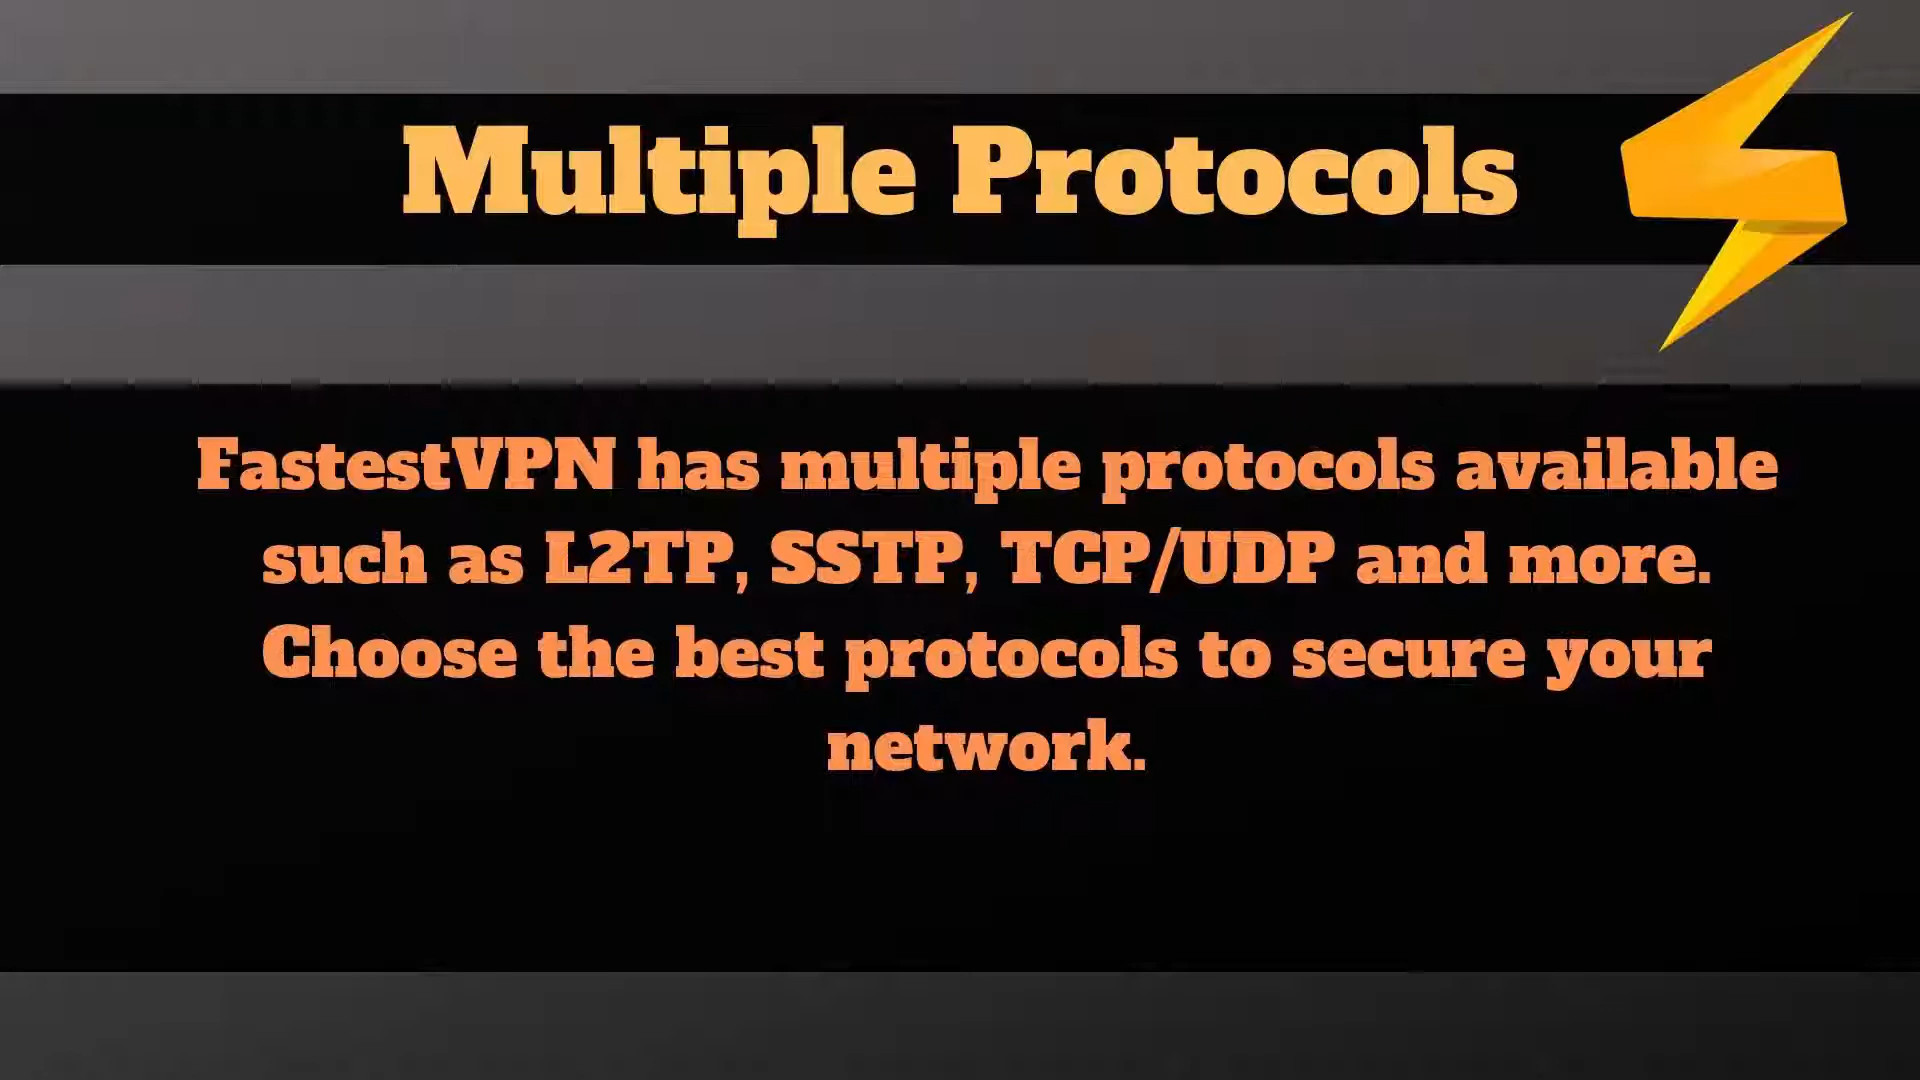 Multiple Protocols
FastestVPN has multiple protocols available
such as L2TP, SSTP, TCP/UDP and more.
Choose the best protocols to secure your
network.